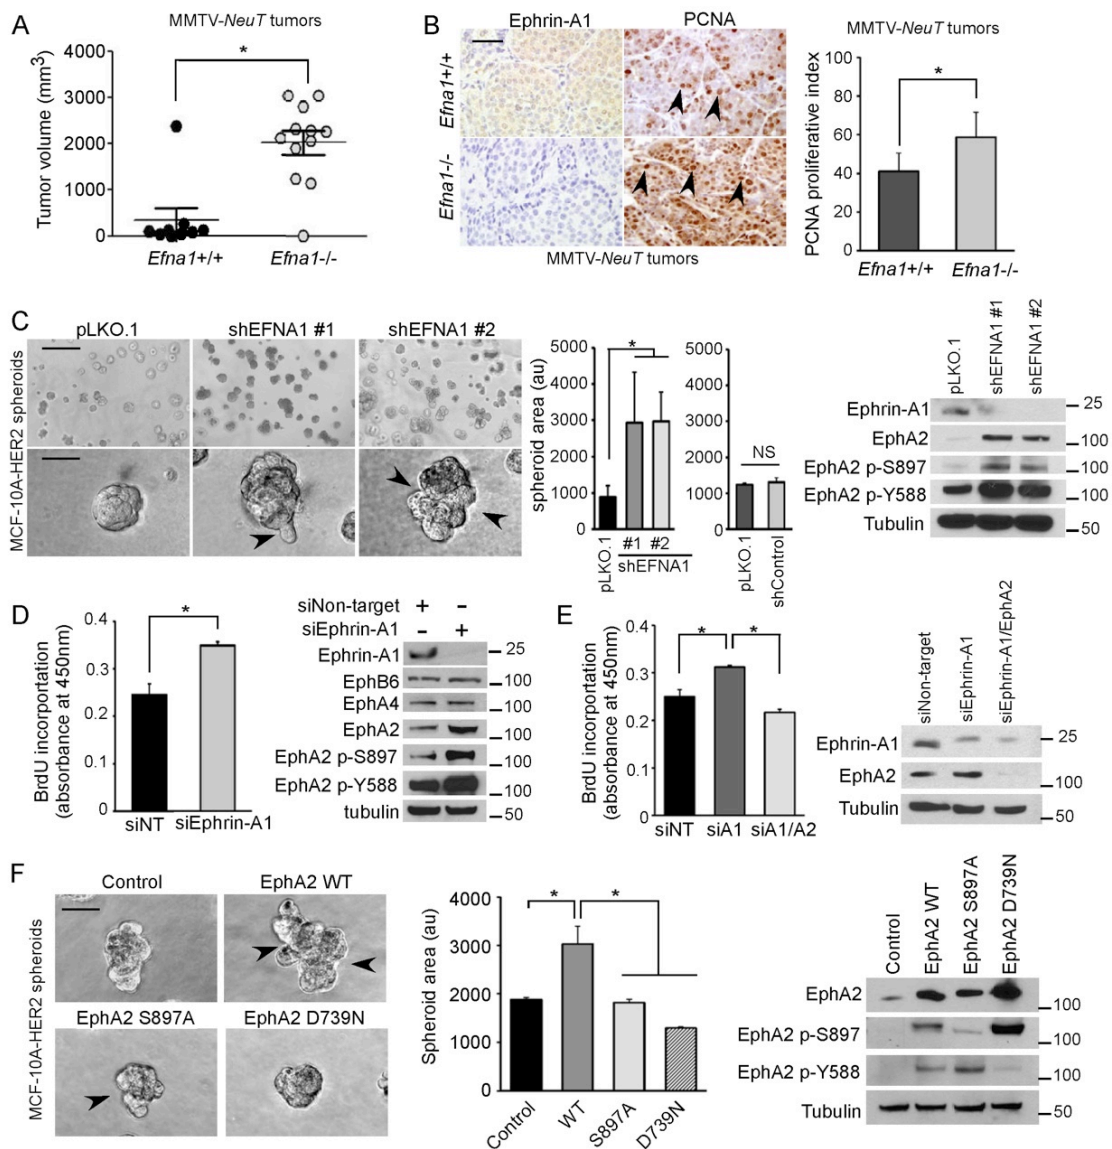 A
MMTV-NeuT tumors
Tumor volume (mm3)
4000
3000
2000
1000
0
*
Efna1+/+
Efna1-/-
B
Ephrin-A1
PCNA
Efna1+/+
Efna1-/-
MMTV-NeuT tumors
MMTV-NeuT tumors
PCNA proliferative index
100
80
60
40
20
0
*
Efna1+/+
Efna1-/-
C
pLKO.1
shEFNA1 #1
shEFNA1 #2
MCF-10A-HER2 spheroids
spheroid area (au)
5000
4000
3000
2000
1000
0
*
pLKO.1
#1 #2
shEFNA1
5000
4000
3000
2000
1000
0
NS
pLKO.1
shControl
pLKO.1
shEFNA1 #1
shEFNA1 #2
Ephrin-A1
25
EphA2
100
EphA2 p-S897
100
EphA2 p-Y588
100
Tubulin
50
D
BrdU incorporation
(absorbance at 450nm)
0.4
0.3
0.2
0.1
0
*
siNT
siEphrin-A1
siNon-target + -
siEphrin-A1 - +
Ephrin-A1
25
EphB6
100
EphA4
100
EphA2
100
EphA2 p-S897
100
EphA2 p-Y588
100
tubulin
50
E
BrdU incorporation
(absorbance at 450nm)
0.4
0.3
0.2
0.1
0
*
*
siNT
siA1
siA1/A2
siNon-target
siEphrin-A1
siEphrin-A1/EphA2
Ephrin-A1
25
EphA2
100
Tubulin
50
F
Control
EphA2 WT
EphA2 S897A
EphA2 D739N
MCF-10A-HER2 spheroids
Spheroid area (au)
4000
3000
2000
1000
0
*
*
Control
WT
S897A
D739N
Control
EphA2 WT
EphA2 S897A
EphA2 D739N
EphA2
100
EphA2 p-S897
100
EphA2 p-Y588
100
Tubulin
50